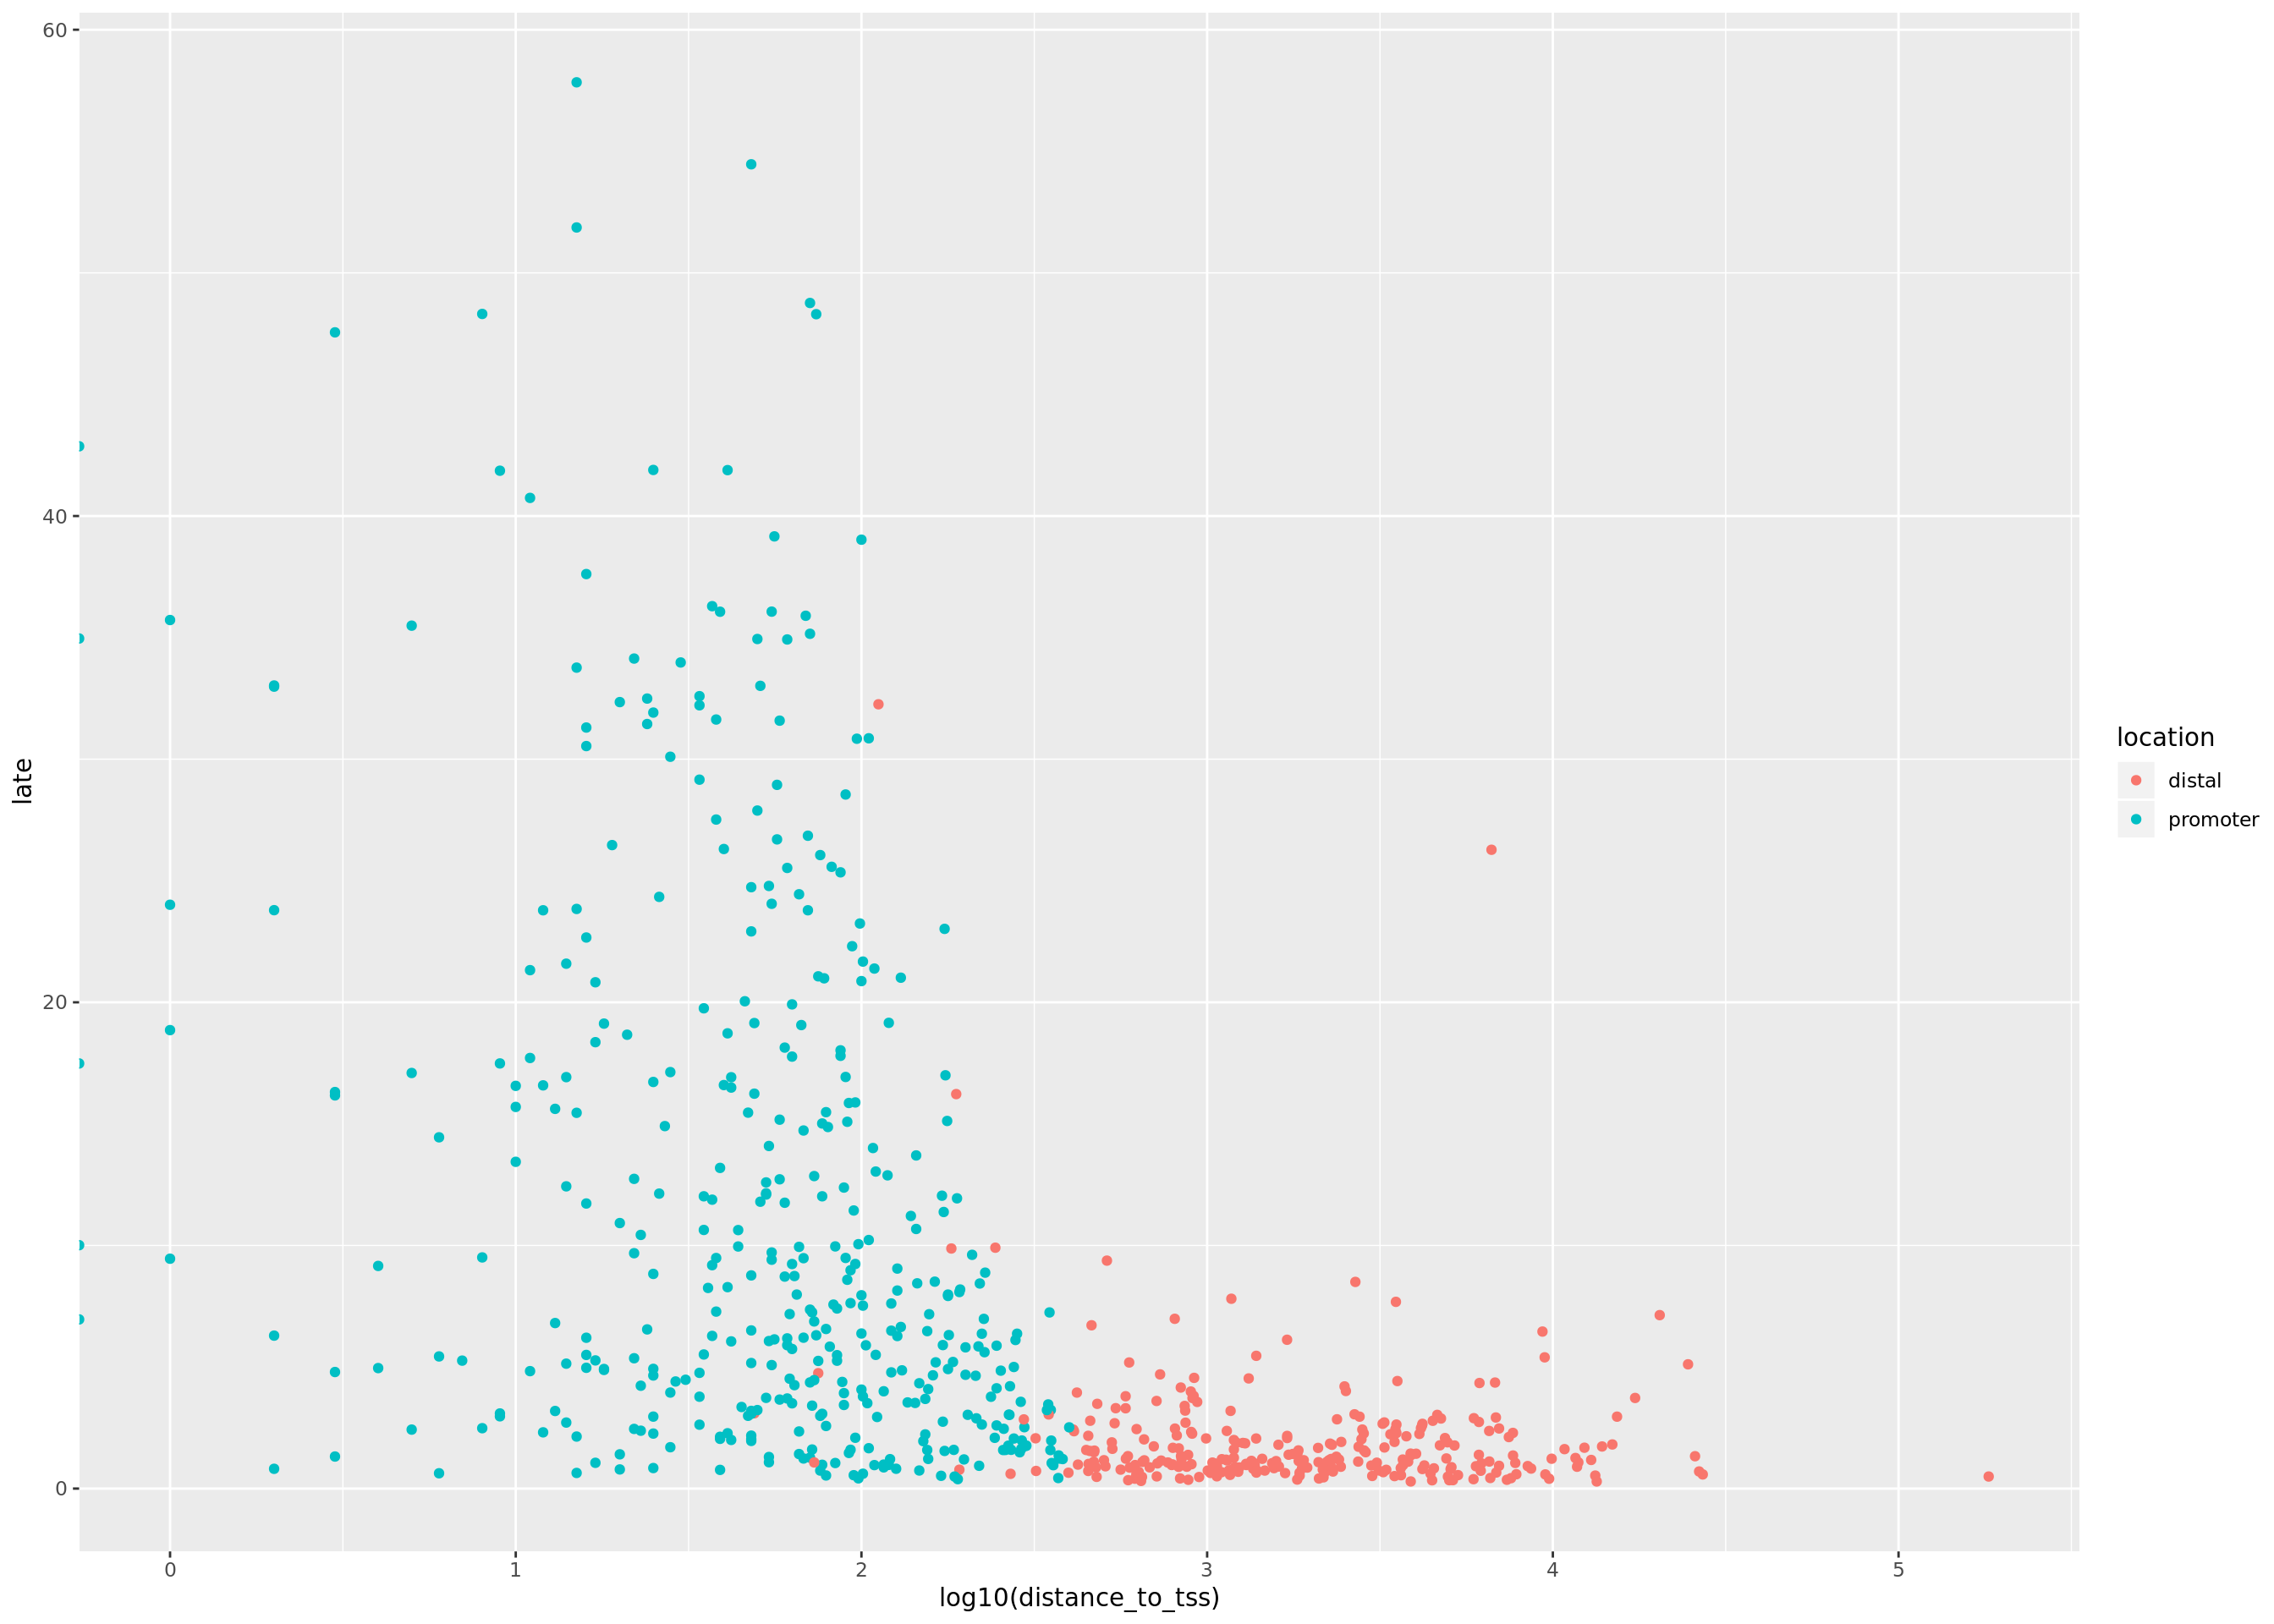 60
40
20
0
late
0 1 2 3 4 5
log10(distance_to_tss)
location
distal
promoter